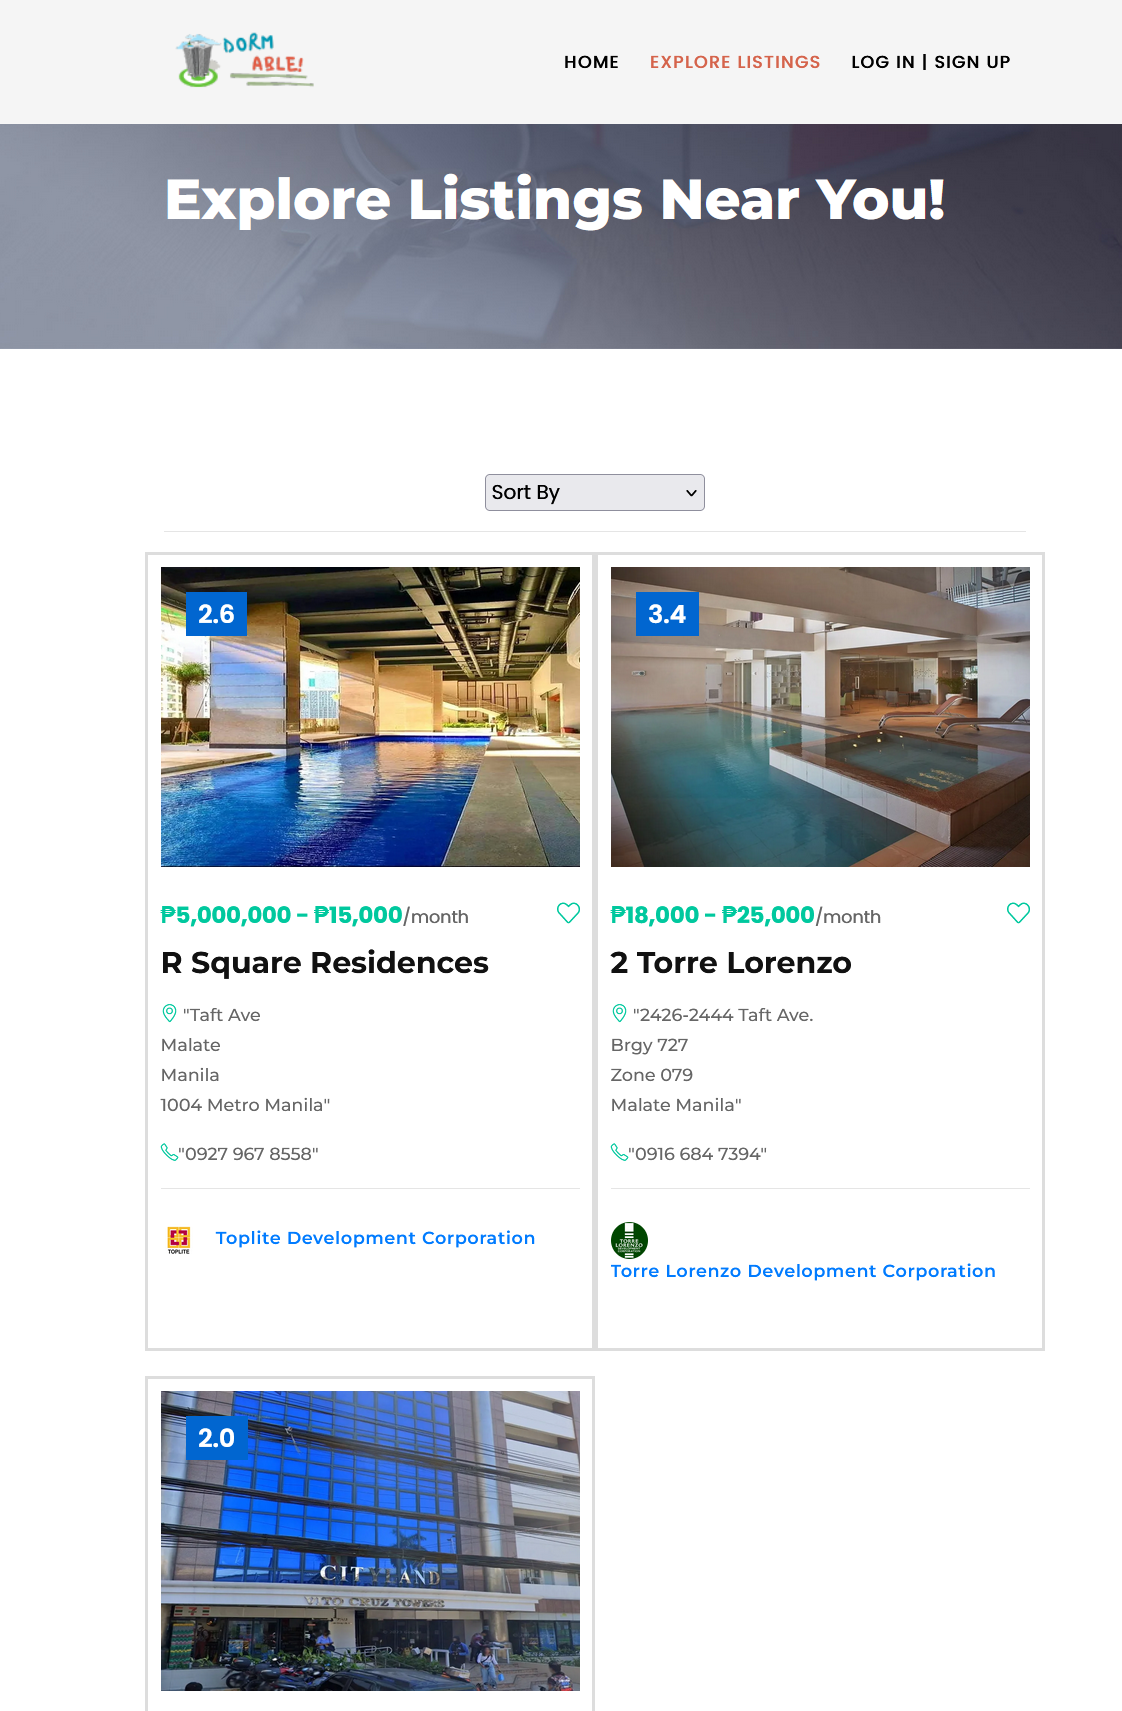 DORM
ABLE!
HOME EXPLORE LISTINGS LOG IN | SIGN UP
Explore Listings Near You!
Sort By
2.6
₱5,000,000 - ₱15,000/month
R Square Residences
"Taft Ave
Malate
Manila
1004 Metro Manila"
"0927 967 8558"
TOPLITE
Toplite Development Corporation
3.4
₱18,000 - ₱25,000/month
2 Torre Lorenzo
"2426-2444 Taft Ave.
Brgy 727
Zone 079
Malate Manila"
"0916 684 7394"
TORRE
LORENZO
Torre Lorenzo Development Corporation
2.0
CITYLAND
VITO CRUZ TOWERS